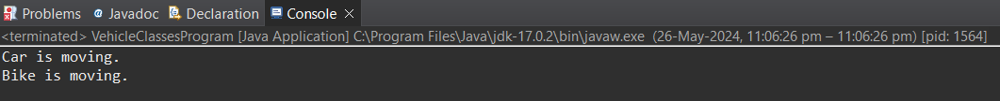 Problems @ Javadoc Declaration Console
<terminated> VehicleClassesProgram [Java Application] C:\Program Files\Java\jdk-17.0.2\bin\javaw.exe (26-May-2024, 11:06:26 pm – 11:06:26 pm) [pid: 1564]
Car is moving.
Bike is moving.